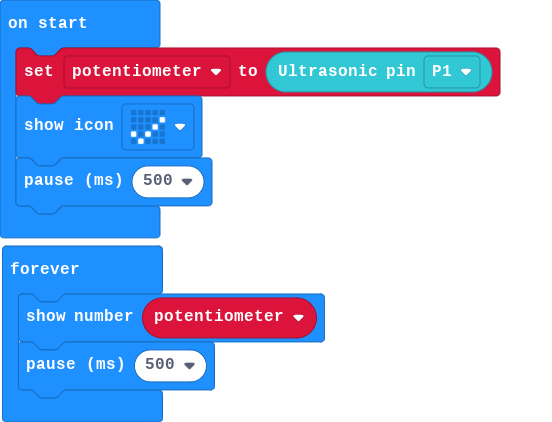 on start
set potentiometer to Ultrasonic pin P1
show icon
pause (ms) 500
forever
show number potentiometer
pause (ms) 500